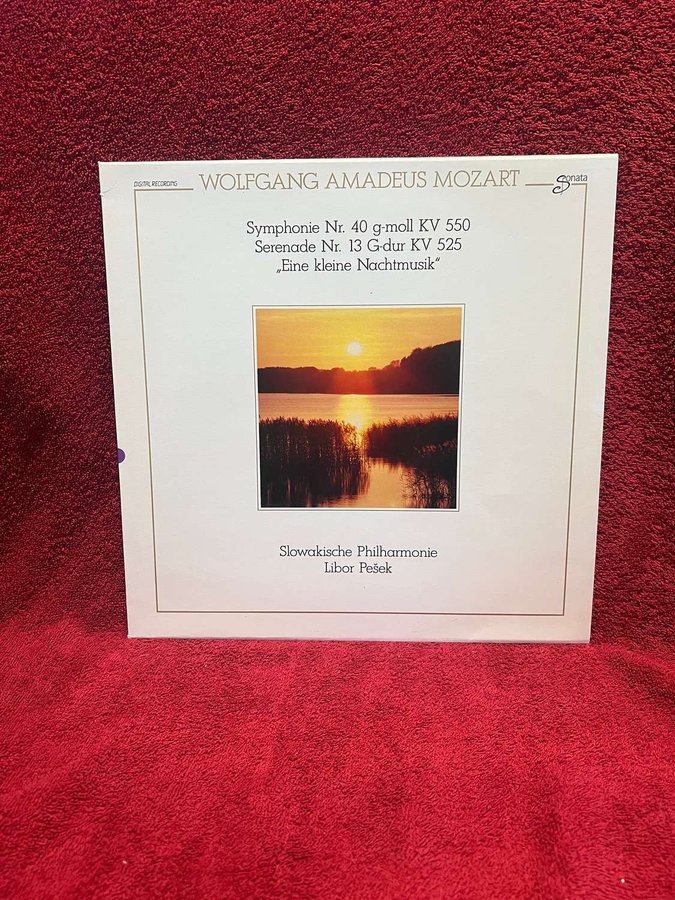 DIGITAL RECORDING
WOLFGANG AMADEUS MOZART
Sonata
Symphonie Nr. 40 g-moll KV 550
Serenade Nr. 13 G-dur KV 525
„Eine kleine Nachtmusik“
Slowakische Philharmonie
Libor Pešek